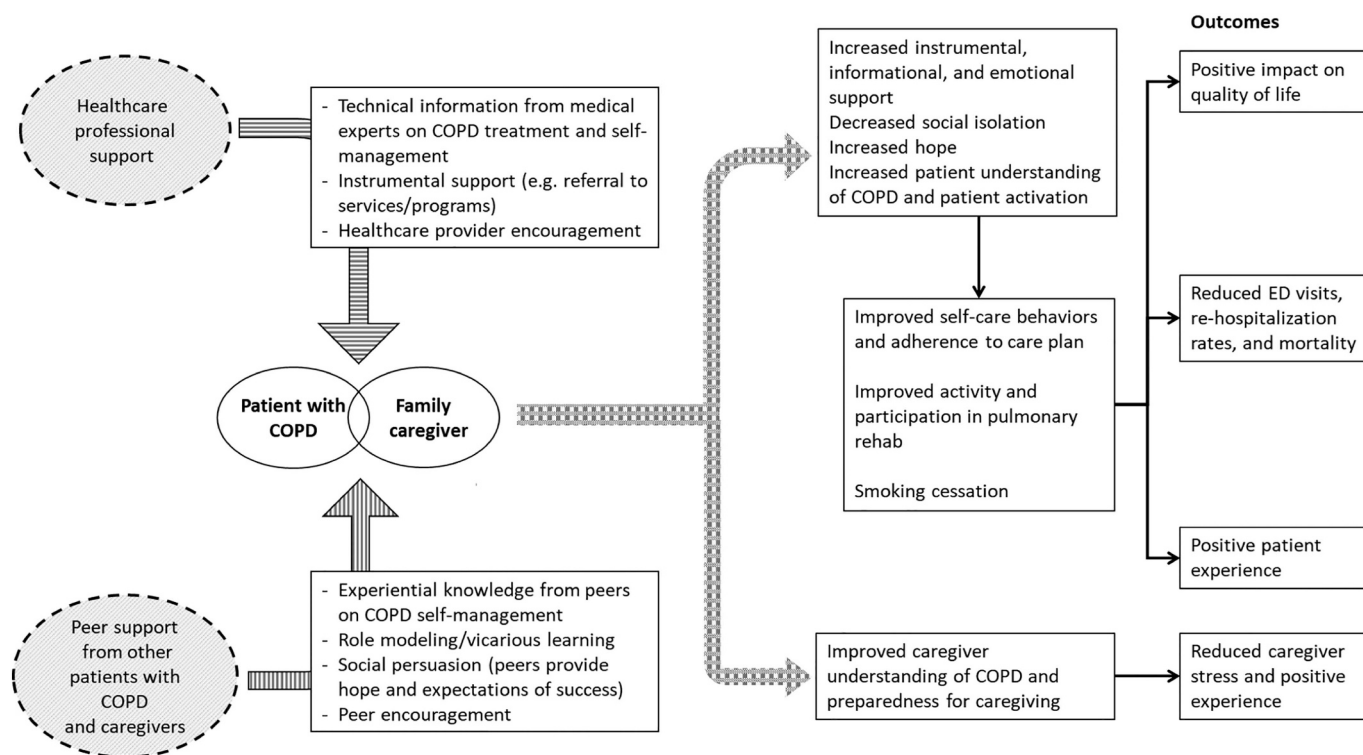 Outcomes
Healthcare
professional
support
- Technical information from medical
experts on COPD treatment and self-
management
- Instrumental support (e.g. referral to
services/programs)
- Healthcare provider encouragement
Patient with
COPD
Family
caregiver
Peer support
from other
patients with
COPD
and caregivers
- Experiential knowledge from peers
on COPD self-management
- Role modeling/vicarious learning
- Social persuasion (peers provide
hope and expectations of success)
- Peer encouragement
Increased instrumental,
informational, and emotional
support
Decreased social isolation
Increased hope
Increased patient understanding
of COPD and patient activation
Improved self-care behaviors
and adherence to care plan
Improved activity and
participation in pulmonary
rehab
Smoking cessation
Improved caregiver
understanding of COPD and
preparedness for caregiving
Positive impact on
quality of life
Reduced ED visits,
re-hospitalization
rates, and mortality
Positive patient
experience
Reduced caregiver
stress and positive
experience